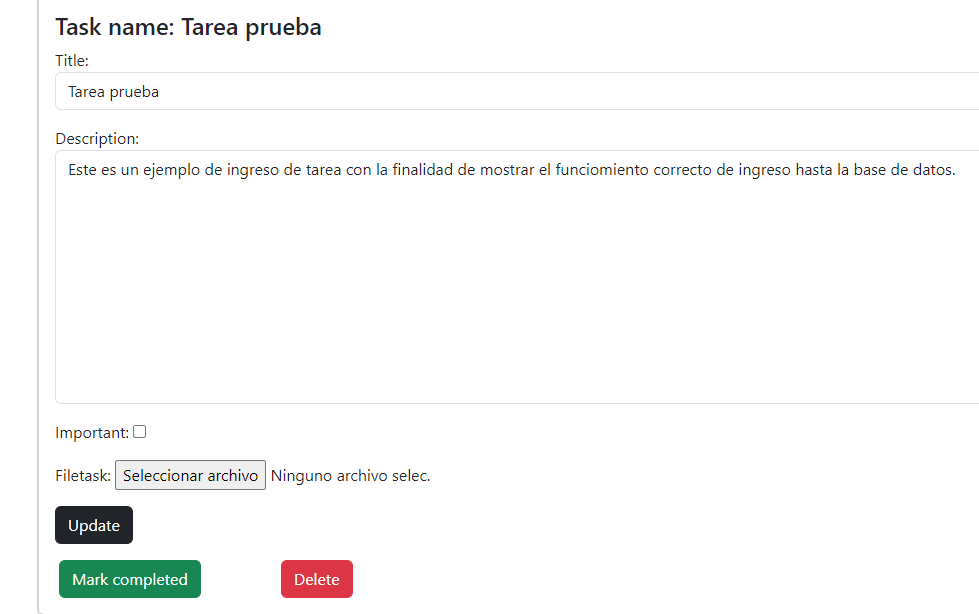 Task name: Tarea prueba
Title:
Tarea prueba
Description:
Este es un ejemplo de ingreso de tarea con la finalidad de mostrar el funciomiento correcto de ingreso hasta la base de datos.
Important:
Filetask: Seleccionar archivo Ninguno archivo selec.
Update
Mark completed Delete